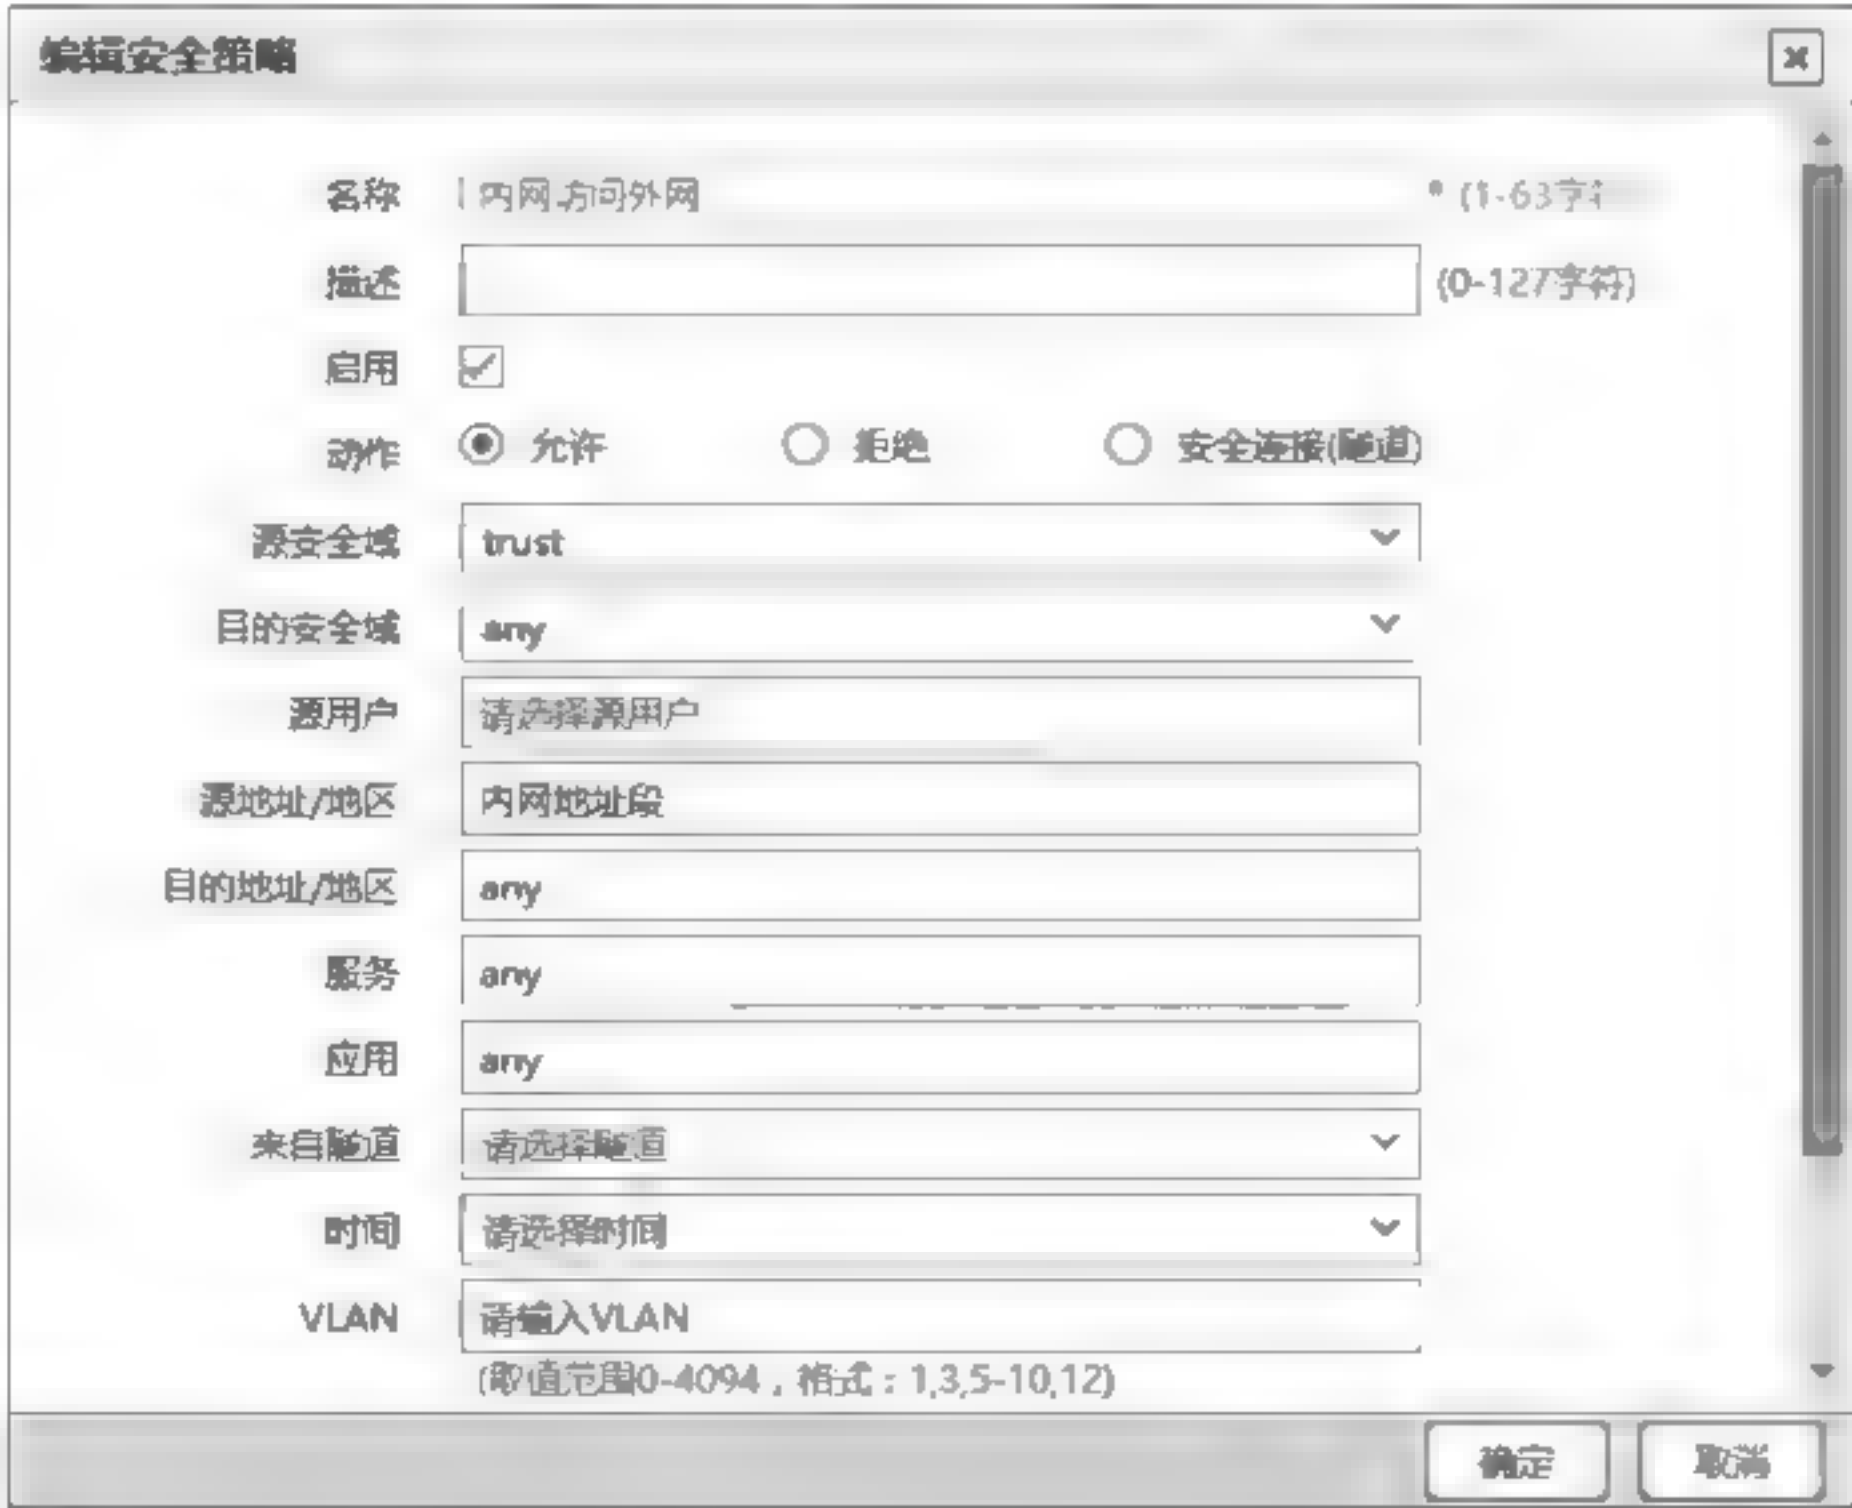 编辑安全策略
名称 内网访问外网 * (1-63字符
描述 (0-127字符)
启用
动作 允许 拒绝 安全连接(隧道)
源安全域 trust
目的安全域 any
源用户 请选择源用户
源地址/地区 内网地址段
目的地址/地区 any
服务 any
应用 any
来自隧道 请选择隧道
时间 请选择时间
VLAN 请输入VLAN
(取值范围0-4094，格式：1,3,5-10,12)
确定 取消